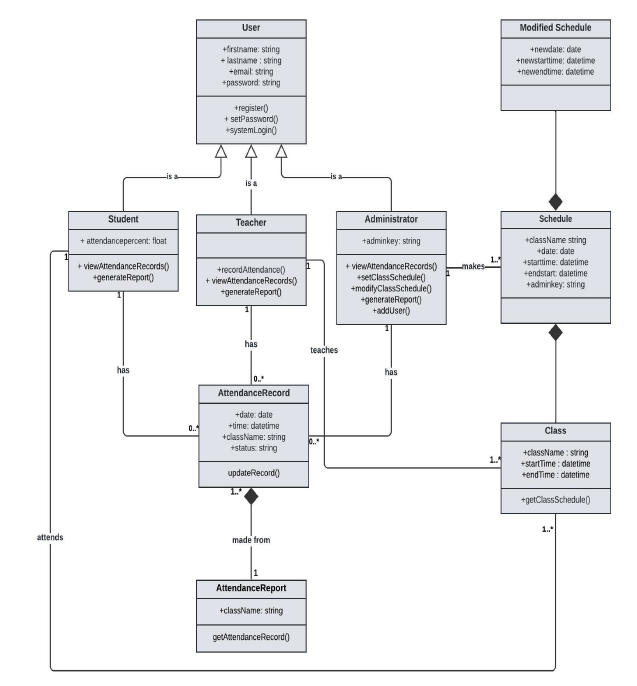 User
+firstname: string
+ lastname : string
+email: string
+password: string
+register()
+ setPassword()
+systemLogin()
Modified Schedule
+newdate: date
+newstarttime: datetime
+newendtime: datetime
is a
is a
is a
Student
+ attendancepercent: float
+ viewAttendanceRecords()
+generateReport()
Teacher
+recordAttendance()
+ viewAttendanceRecords()
+generateReport()
Administrator
+adminkey: string
+ viewAttendanceRecords()
+setClassSchedule()
+modifyClassSchedule()
+generateReport()
+addUser()
Schedule
+className string
+date: date
+starttime: datetime
+endstart: datetime
+adminkey: string
1
1
1
makes
1..*
1
1
1
has
teaches
has
has
0..*
0..*
0..*
AttendanceRecord
+date: date
+time: datetime
+className: string
+status: string
updateRecord()
1..*
Class
+className : string
+startTime : datetime
+endTime : datetime
+getClassSchedule()
1..*
1..*
attends
made from
1
AttendanceReport
+className: string
getAttendanceRecord()